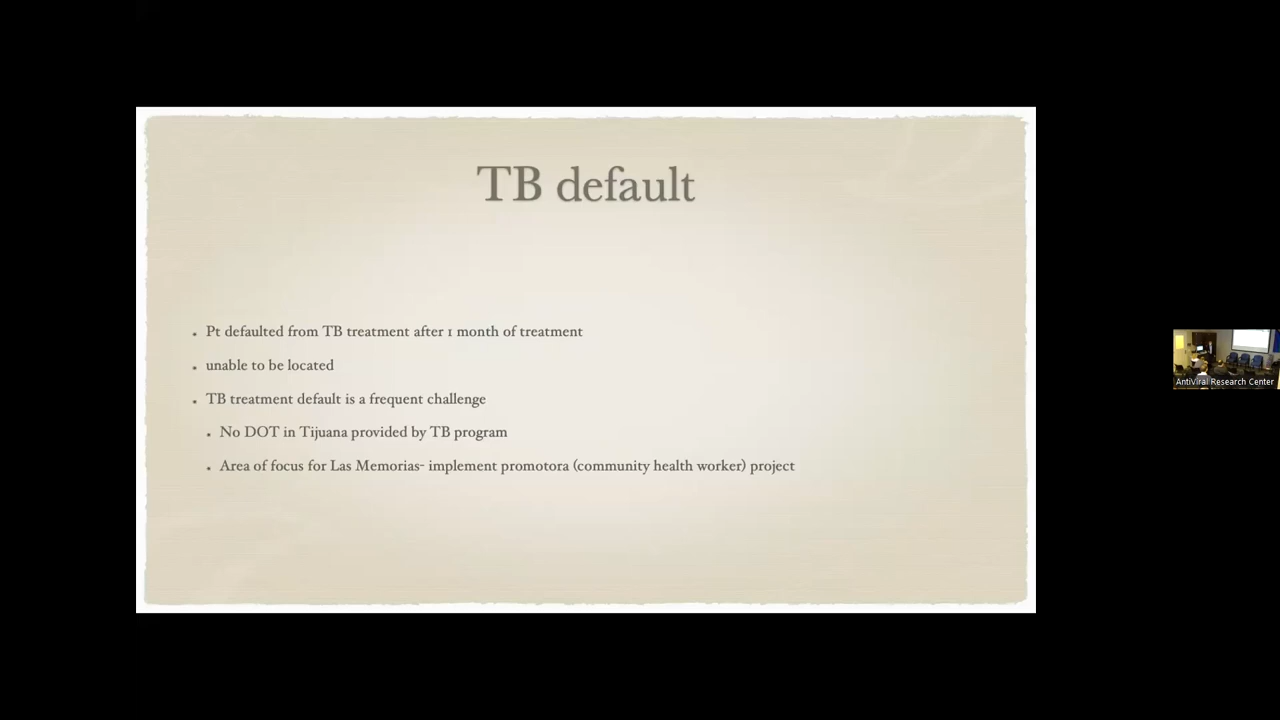 TB default
. Pt defaulted from TB treatment after 1 month of treatment
. unable to be located
. TB treatment default is a frequent challenge
. No DOT in Tijuana provided by TB program
. Area of focus for Las Memorias- implement promotora (community health worker) project
AntiViral Research Center